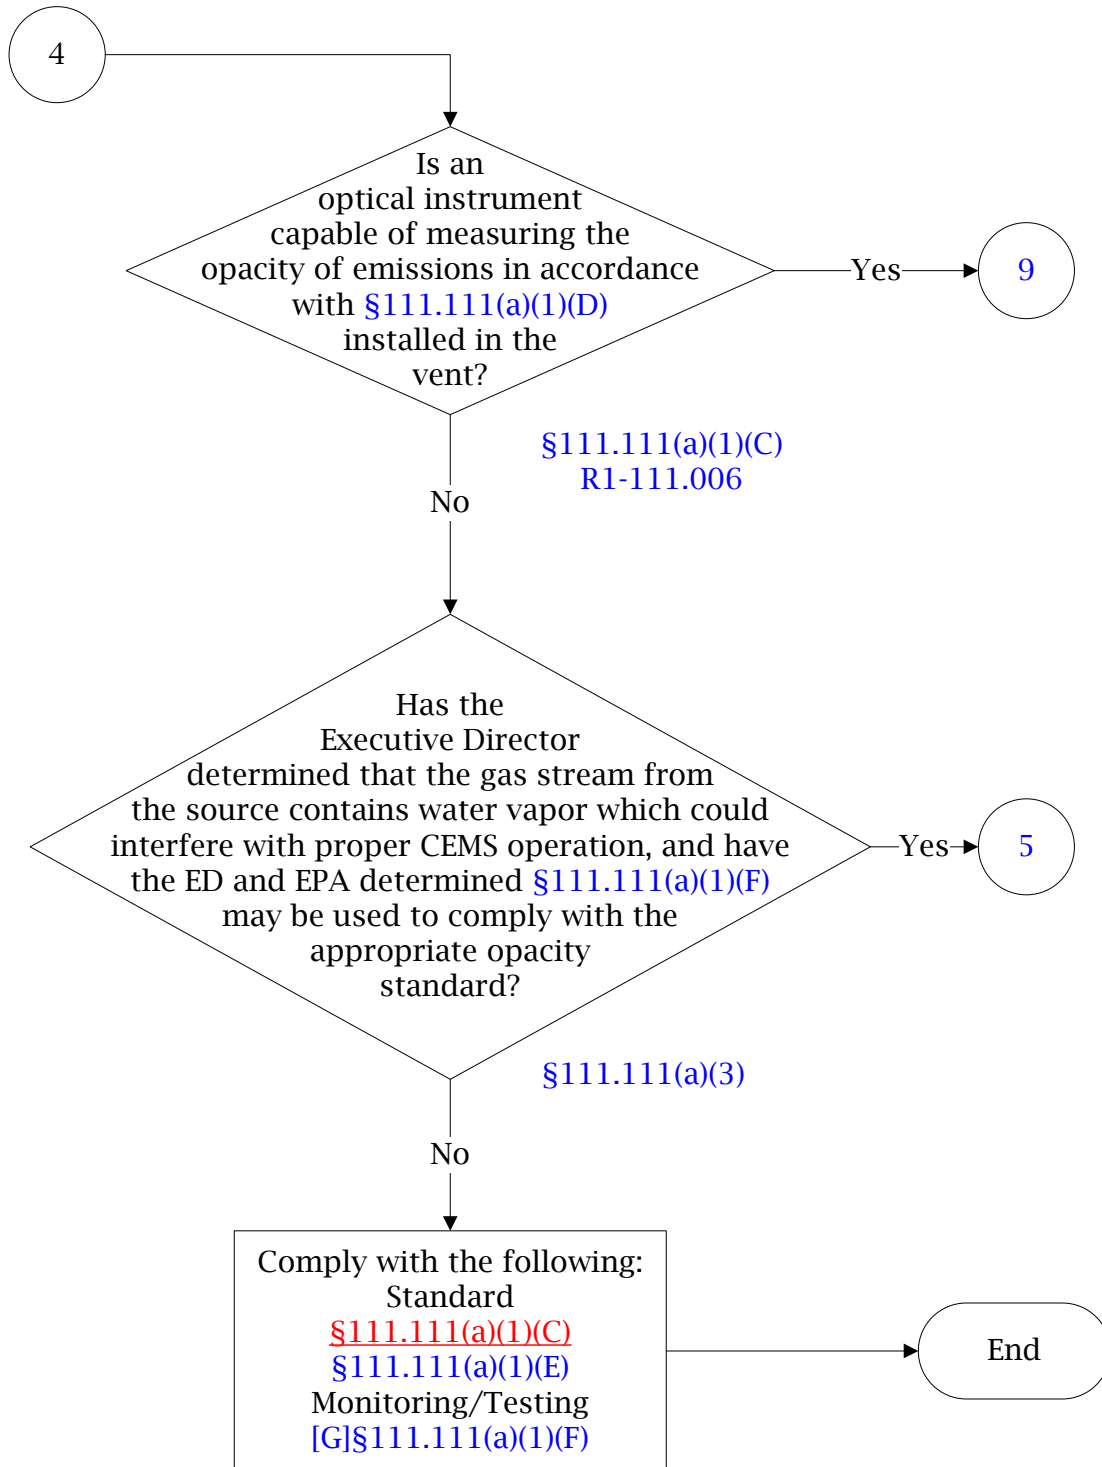 4
Is an
optical instrument
capable of measuring the
opacity of emissions in accordance
with §111.111(a)(1)(D)
installed in the
vent?
Yes
9
§111.111(a)(1)(C)
R1-111.006
No
Has the
Executive Director
determined that the gas stream from
the source contains water vapor which could
interfere with proper CEMS operation, and have
the ED and EPA determined §111.111(a)(1)(F)
may be used to comply with the
appropriate opacity
standard?
Yes
5
§111.111(a)(3)
No
Comply with the following:
Standard
§111.111(a)(1)(C)
§111.111(a)(1)(E)
Monitoring/Testing
[G]§111.111(a)(1)(F)
End